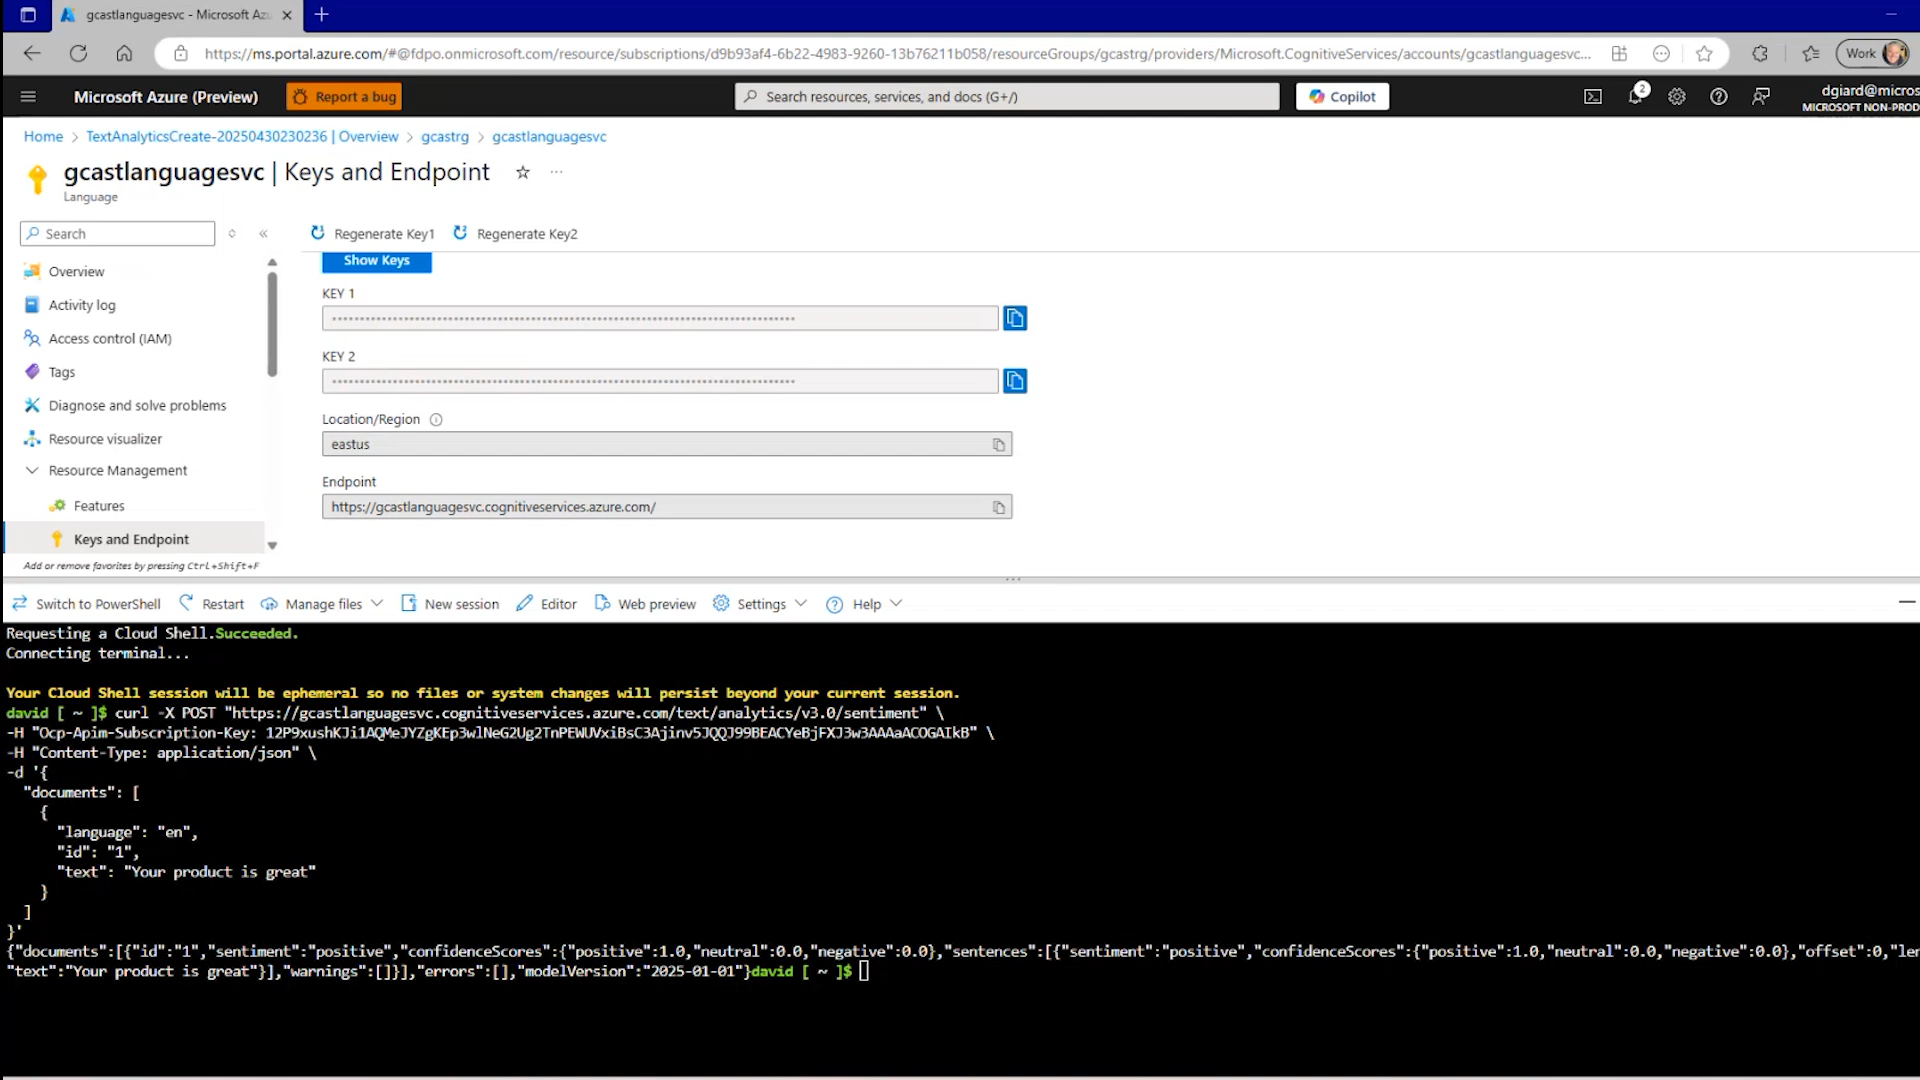 gcastlanguagesvc - Microsoft Azu
https://ms.portal.azure.com/#@fdpo.onmicrosoft.com/resource/subscriptions/d9b93af4-6b22-4983-9260-13b76211b058/resourceGroups/gcastrg/providers/Microsoft.CognitiveServices/accounts/gcastlanguagesvc...
Work
Microsoft Azure (Preview)
Report a bug
Search resources, services, and docs (G+/)
Copilot
2
dgiard@micros
MICROSOFT NON-PROD
Home > TextAnalyticsCreate-20250430230236 | Overview > gcastrg > gcastlanguagesvc
gcastlanguagesvc | Keys and Endpoint
Language
Search
Regenerate Key1
Regenerate Key2
Overview
Activity log
Access control (IAM)
Tags
Diagnose and solve problems
Resource visualizer
Resource Management
Features
Keys and Endpoint
Add or remove favorites by pressing Ctrl+Shift+F
Show Keys
KEY 1
KEY 2
Location/Region
eastus
Endpoint
https://gcastlanguagesvc.cognitiveservices.azure.com/
Switch to PowerShell
Restart
Manage files
New session
Editor
Web preview
Settings
Help
Requesting a Cloud Shell.Succeeded.
Connecting terminal...
Your Cloud Shell session will be ephemeral so no files or system changes will persist beyond your current session.
david [ ~ ]$ curl -X POST "https://gcastlanguagesvc.cognitiveservices.azure.com/text/analytics/v3.0/sentiment" \
-H "Ocp-Apim-Subscription-Key: 12P9xushKJi1AQMeJYZgKEp3wlNeG2Ug2TnPEWUVxiBsC3Ajinv5JQQJ99BEACYeBjFXJ3w3AAAaACOGAIkB" \
-H "Content-Type: application/json" \
-d '{
"documents": [
{
"language": "en",
"id": "1",
"text": "Your product is great"
}
]
}'
{"documents":[{"id":"1","sentiment":"positive","confidenceScores":{"positive":1.0,"neutral":0.0,"negative":0.0},"sentences":[{"sentiment":"positive","confidenceScores":{"positive":1.0,"neutral":0.0,"negative":0.0},"offset":0,"len
"text":"Your product is great"}],"warnings":[]}],"errors":[],"modelVersion":"2025-01-01"}david [ ~ ]$